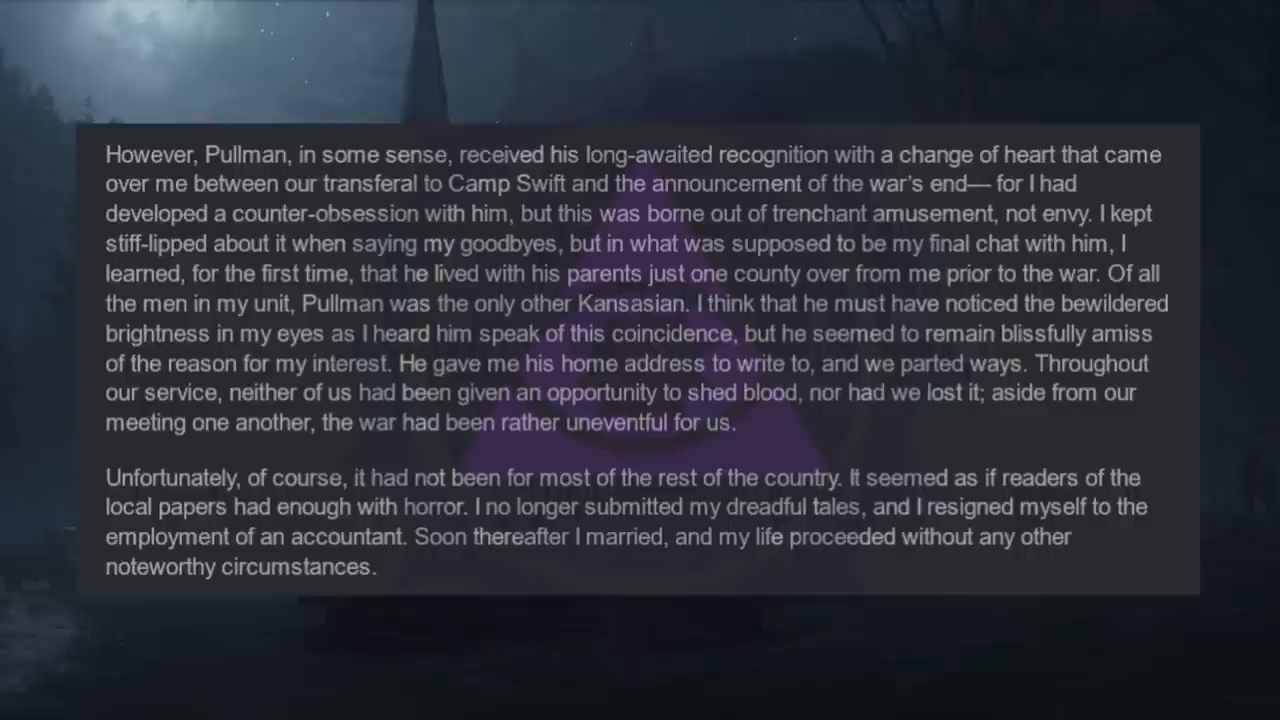 However, Pullman, in some sense, received his long-awaited recognition with a change of heart that came
over me between our transferal to Camp Swift and the announcement of the war's end— for I had
developed a counter-obsession with him, but this was borne out of trenchant amusement, not envy. I kept
stiff-lipped about it when saying my goodbyes, but in what was supposed to be my final chat with him, I
learned, for the first time, that he lived with his parents just one county over from me prior to the war. Of all
the men in my unit, Pullman was the only other Kansasian. I think that he must have noticed the bewildered
brightness in my eyes as I heard him speak of this coincidence, but he seemed to remain blissfully amiss
of the reason for my interest. He gave me his home address to write to, and we parted ways. Throughout
our service, neither of us had been given an opportunity to shed blood, nor had we lost it; aside from our
meeting one another, the war had been rather uneventful for us.
Unfortunately, of course, it had not been for most of the rest of the country. It seemed as if readers of the
local papers had enough with horror. I no longer submitted my dreadful tales, and I resigned myself to the
employment of an accountant. Soon thereafter I married, and my life proceeded without any other
noteworthy circumstances.